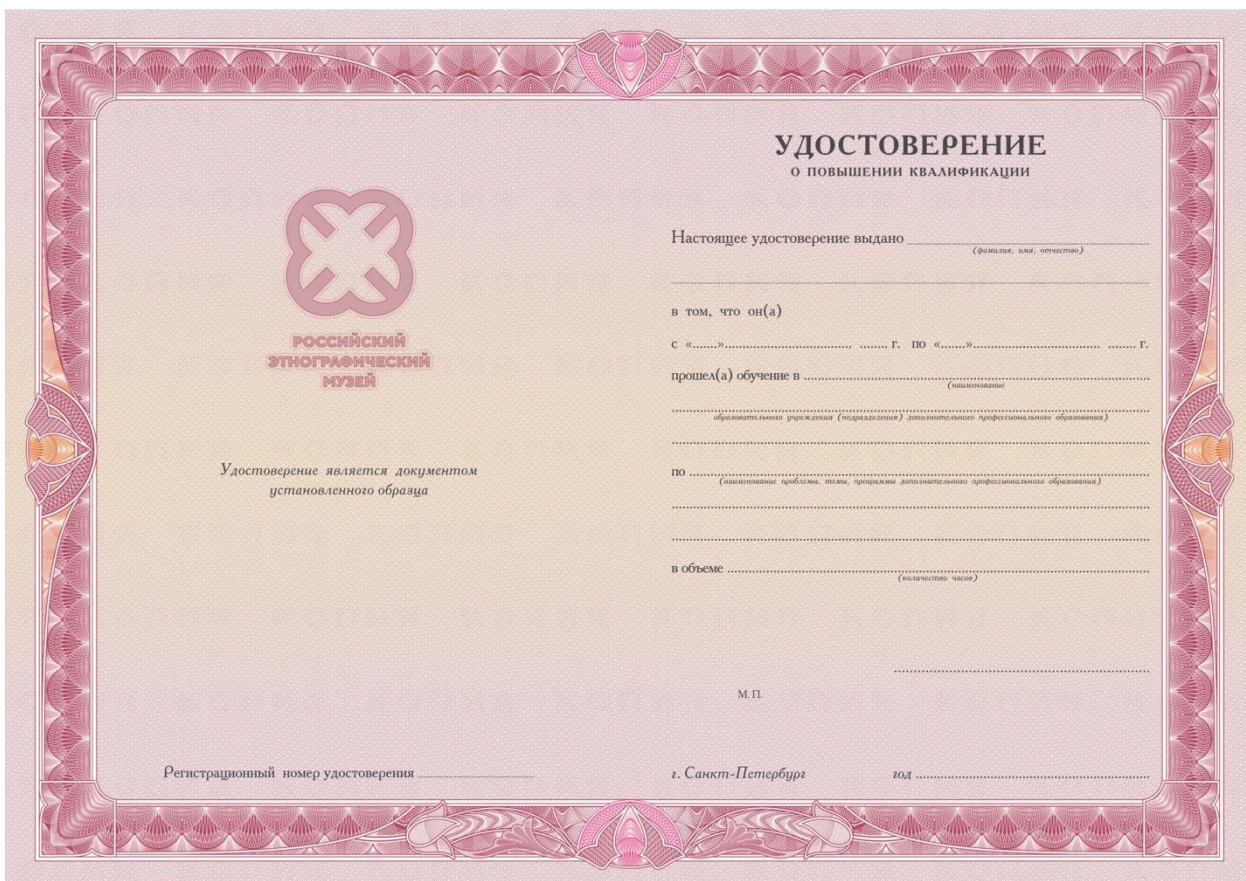 РОССИЙСКИЙ
ЭТНОГРАФИЧЕСКИЙ
МУЗЕЙ
Удостоверение является документом
установленного образца
Регистрационный номер удостоверения
УДОСТОВЕРЕНИЕ
О ПОВЫШЕНИИ КВАЛИФИКАЦИИ
Настоящее удостоверение выдано
(фамилия, имя, отчество)
в том, что он(а)
с «.......».................................. ....... г. по «.......».................................. ....... г.
прошел(а) обучение в
(наименование
образовательного учреждения (подразделения) дополнительного профессионального образования)
по
(наименование проблемы, темы, программы дополнительного профессионального образования)
в объеме
(количество часов)
М. П.
г. Санкт-Петербург год